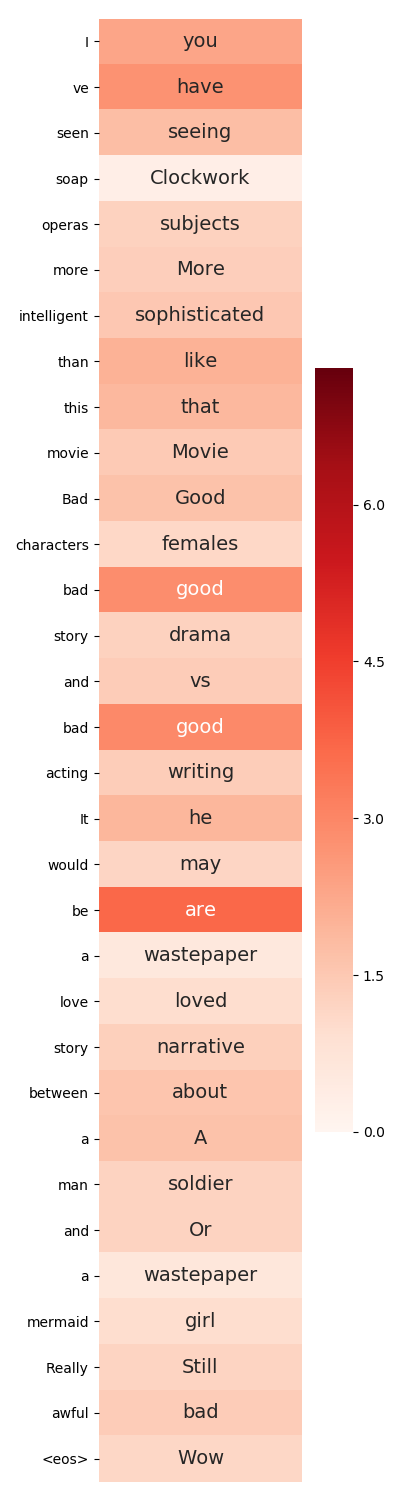 I you
ve have
seen seeing
soap Clockwork
operas subjects
more More
intelligent sophisticated
than like
this that
movie Movie
Bad Good
characters females
bad good
story drama
and vs
bad good
acting writing
It he
would may
be are
a wastepaper
love loved
story narrative
between about
a A
man soldier
and Or
a wastepaper
mermaid girl
Really Still
awful bad
<eos> Wow
6.0
4.5
3.0
1.5
0.0